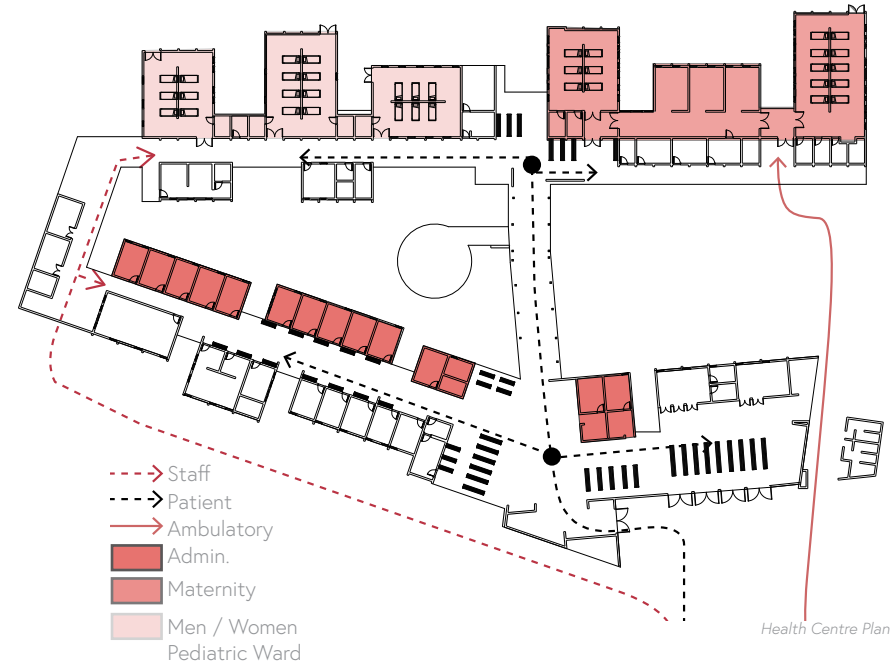 Staff
Patient
Ambulatory
Admin.
Maternity
Men / Women
Pediatric Ward
Health Centre Plan